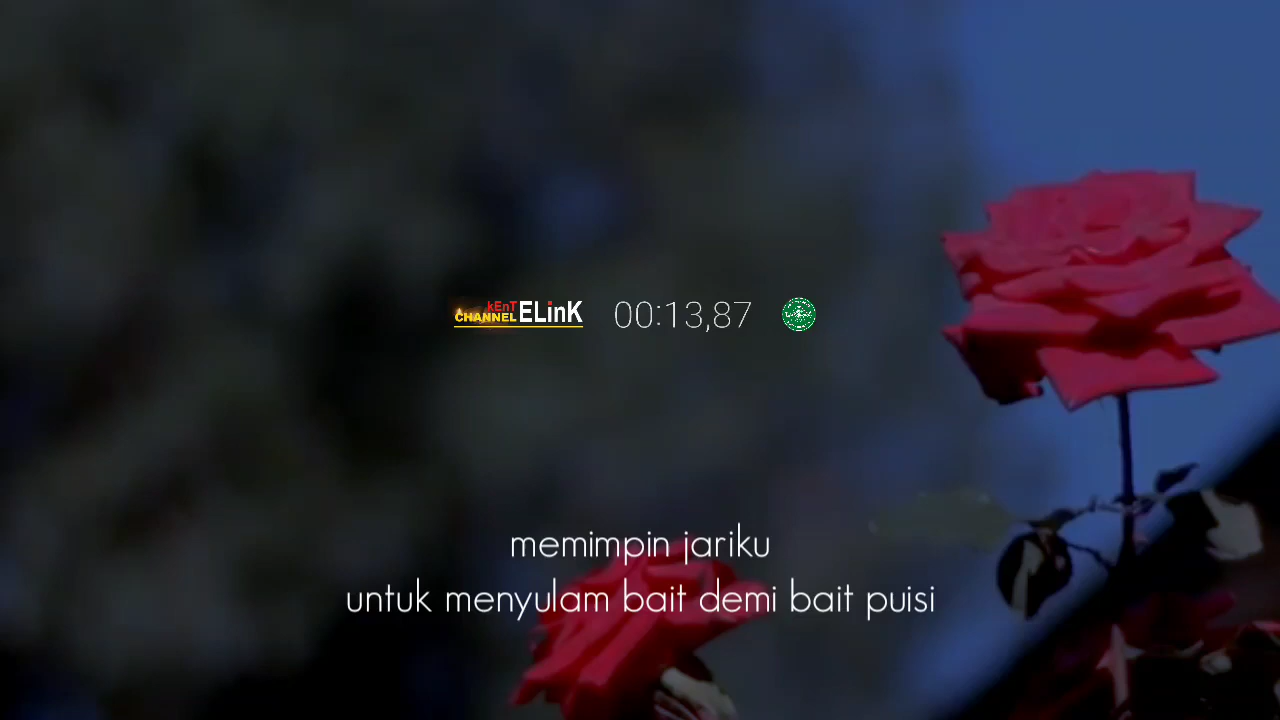 kEnT
CHANNEL ELinK
00:13,87
memimpin jariku
untuk menyulam bait demi bait puisi